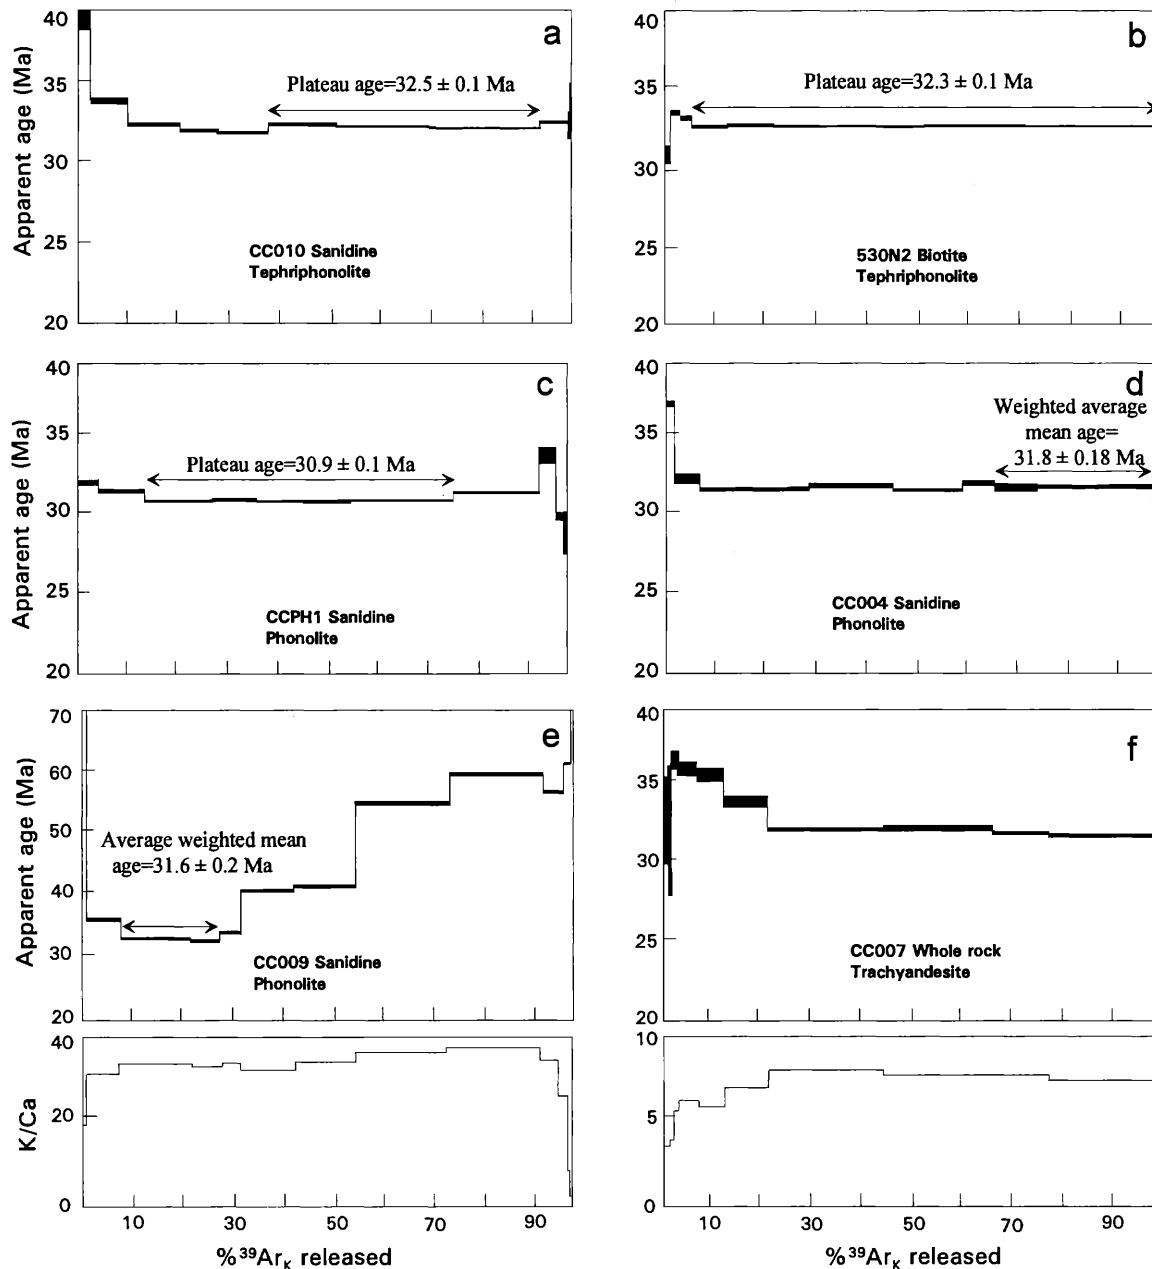 a
40
35
30
25
20
Apparent age (Ma)
Plateau age=32.5 ± 0.1 Ma
CC010 Sanidine
Tephriphonolite
b
40
35
30
25
20
Plateau age=32.3 ± 0.1 Ma
530N2 Biotite
Tephriphonolite
c
40
35
30
25
20
Apparent age (Ma)
Plateau age=30.9 ± 0.1 Ma
CCPH1 Sanidine
Phonolite
d
40
35
30
25
20
Weighted average
mean age=
31.8 ± 0.18 Ma
CC004 Sanidine
Phonolite
e
70
60
50
40
30
20
Apparent age (Ma)
Average weighted mean
age=31.6 ± 0.2 Ma
CC009 Sanidine
Phonolite
40
20
0
K/Ca
10 30 50 70 90
%³⁹Arₖ released
f
40
35
30
25
20
CC007 Whole rock
Trachyandesite
10
5
0
10 30 50 70 90
%³⁹Arₖ released